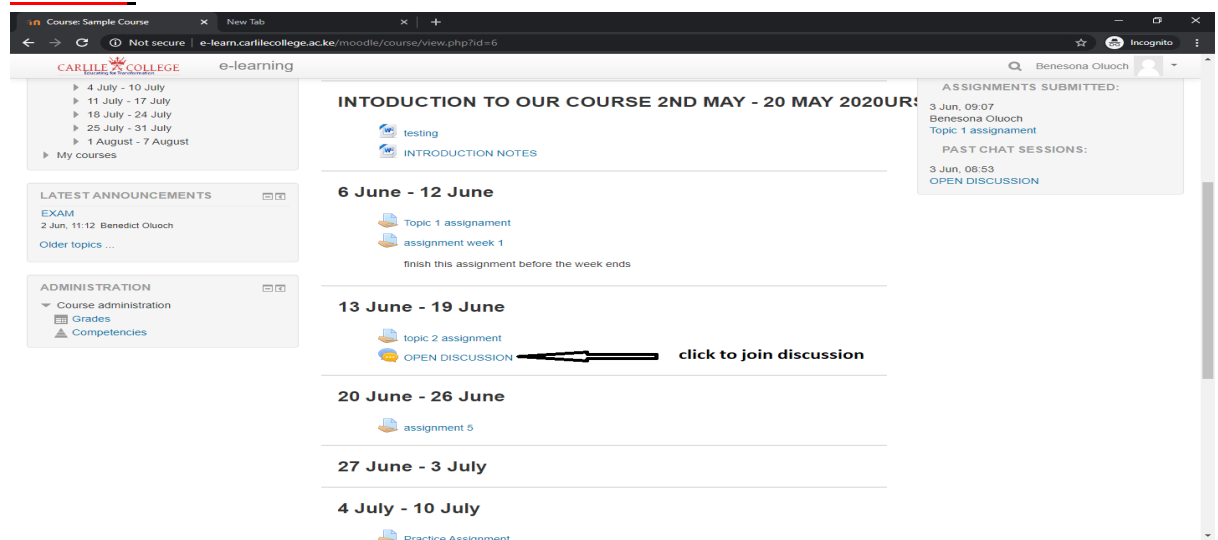 Course: Sample Course
New Tab
Not secure | e-learn.carlilecollege.ac.ke/moodle/course/view.php?id=6
Incognito
CARLILE COLLEGE
Educating for Transformation
e-learning
Benesona Oluoch
4 July - 10 July
11 July - 17 July
18 July - 24 July
25 July - 31 July
1 August - 7 August
My courses
LATEST ANNOUNCEMENTS
EXAM
2 Jun, 11:12 Benedict Oluoch
Older topics ...
ADMINISTRATION
Course administration
Grades
Competencies
INTODUCTION TO OUR COURSE 2ND MAY - 20 MAY 2020URS
testing
INTRODUCTION NOTES
6 June - 12 June
Topic 1 assignament
assignment week 1
finish this assignment before the week ends
13 June - 19 June
topic 2 assignment
OPEN DISCUSSION
click to join discussion
20 June - 26 June
assignment 5
27 June - 3 July
4 July - 10 July
Practice Assignment
ASSIGNMENTS SUBMITTED:
3 Jun, 09:07
Benesona Oluoch
Topic 1 assignament
PAST CHAT SESSIONS:
3 Jun, 08:53
OPEN DISCUSSION